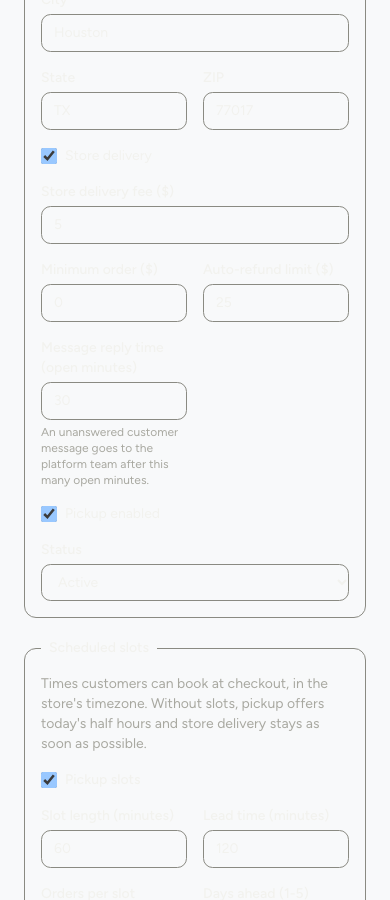 City
Houston
State
ZIP
TX
77017
Store delivery
Store delivery fee ($)
5
Minimum order ($)
Auto-refund limit ($)
0
25
Message reply time
(open minutes)
30
An unanswered customer
message goes to the
platform team after this
many open minutes.
Pickup enabled
Status
Active
Scheduled slots
Times customers can book at checkout, in the
store's timezone. Without slots, pickup offers
today's half hours and store delivery stays as
soon as possible.
Pickup slots
Slot length (minutes)
Lead time (minutes)
60
120
Orders per slot
Days ahead (1–5)